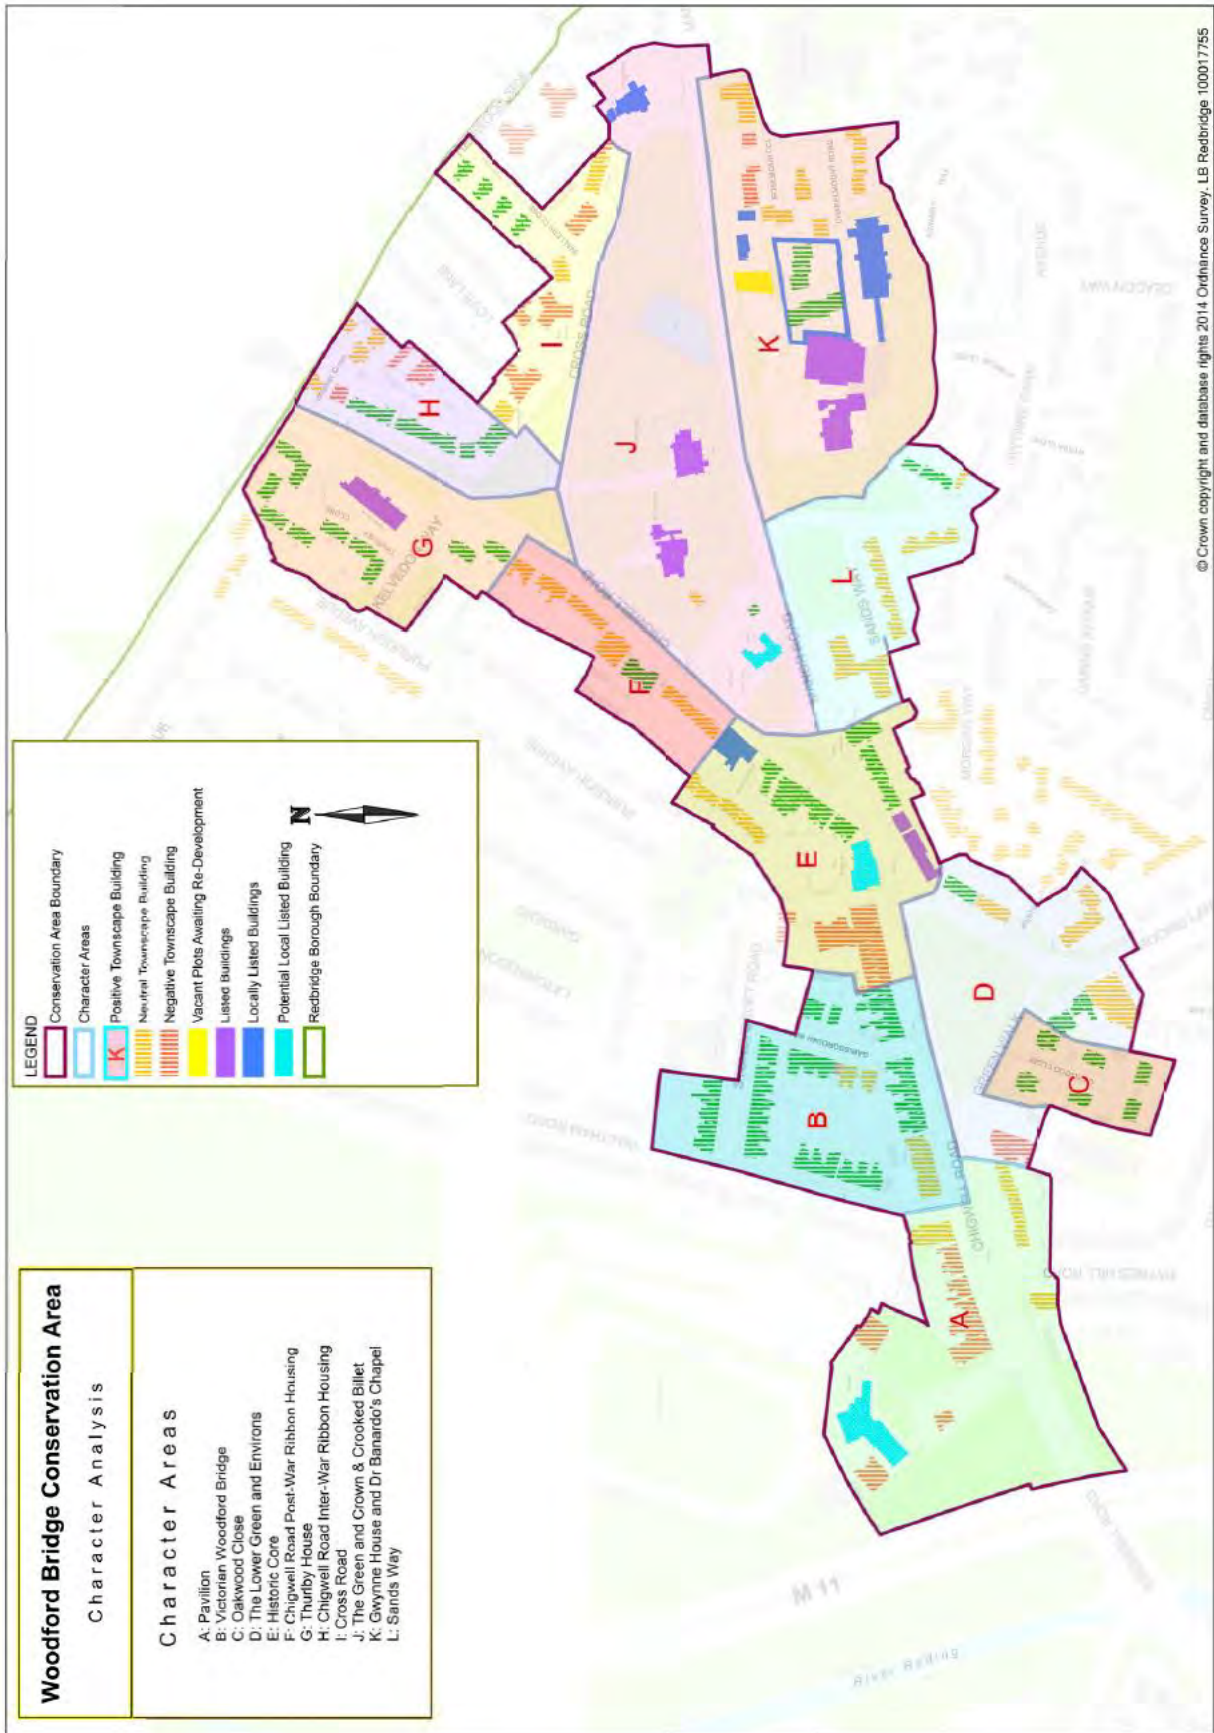 Woodford Bridge Conservation Area
Character Analysis
Character Areas
A: Pavilion
B: Victorian Woodford Bridge
C: Oakwood Close
D: The Lower Green and Environs
E: Historic Core
F: Chigwell Road Post-War Ribbon Housing
G: Thurlby House
H: Chigwell Road Inter-War Ribbon Housing
I: Cross Road
J: The Green and Crown & Crooked Billet
K: Gwynne House and Dr Banardo's Chapel
L: Sands Way
LEGEND
Conservation Area Boundary
Character Areas
K
Positive Townscape Building
Neutral Townscape Building
Negative Townscape Building
Vacant Plots Awaiting Re-Development
Listed Buildings
Locally Listed Buildings
Potential Local Listed Building
Redbridge Borough Boundary
N
A
B
C
D
E
F
G
H
I
J
K
L
M 11
River Roding
CHIGWELL ROAD
WALTHAM ROAD
CROSS ROAD
SANDS WAY
MORGAN WAY
KELVEDON WAY
DEACON WAY
© Crown copyright and database rights 2014 Ordnance Survey, LB Redbridge 100017755